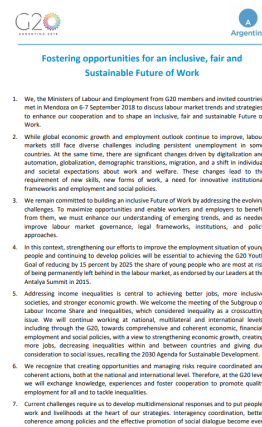 G20
ARGENTINA 2018
Argentin
Fostering opportunities for an inclusive, fair and
Sustainable Future of Work
1. We, the Ministers of Labour and Employment from G20 members and invited countries
met in Mendoza on 6-7 September 2018 to discuss labour market trends and strategies
to enhance our cooperation and to shape an inclusive, fair and sustainable Future o
Work.
2. While global economic growth and employment outlook continue to improve, labou
markets still face diverse challenges including persistent unemployment in some
countries. At the same time, there are significant changes driven by digitalization and
automation, globalization, demographic transitions, migration, and a shift in individua
and societal expectations about work and welfare. These changes lead to the
requirement of new skills, new forms of work, a need for innovative institutiona
frameworks and employment and social policies.
3. We remain committed to building an inclusive Future of Work by addressing the evolvin
challenges. To maximize opportunities and enable workers and employers to benefi
from them, we must enhance our understanding of emerging trends, and as neede
improve labour market governance, legal frameworks, institutions, and polic
approaches.
4. In this context, strengthening our efforts to improve the employment situation of young
people and continuing to develop policies will be essential to achieving the G20 Youth
Goal of reducing by 15 percent by 2025 the share of young people who are most at ris
of being permanently left behind in the labour market, as endorsed by our Leaders at the
Antalya Summit in 2015.
5. Addressing income inequalities is central to achieving better jobs, more inclusive
societies, and stronger economic growth. We welcome the meeting of the Subgroup o
Labour Income Share and Inequalities, which considered inequality as a crosscuttin
issue. We will continue working at national, multilateral and international levels
including through the G20, towards comprehensive and coherent economic, financial
employment and social policies, with a view to strengthening economic growth, creatin
more jobs, decreasing inequalities within and between countries and giving du
consideration to social issues, recalling the 2030 Agenda for Sustainable Development.
6. We recognize that creating opportunities and managing risks require coordinated an
coherent actions, both at the national and international level. Therefore, at the G20 leve
we will exchange knowledge, experiences and foster cooperation to promote qualit
employment for all and to tackle inequalities.
7. Current challenges require us to develop multidimensional responses and to put people
work and livelihoods at the heart of our strategies. Interagency coordination, bette
coherence among policies and the effective promotion of social dialogue become eve